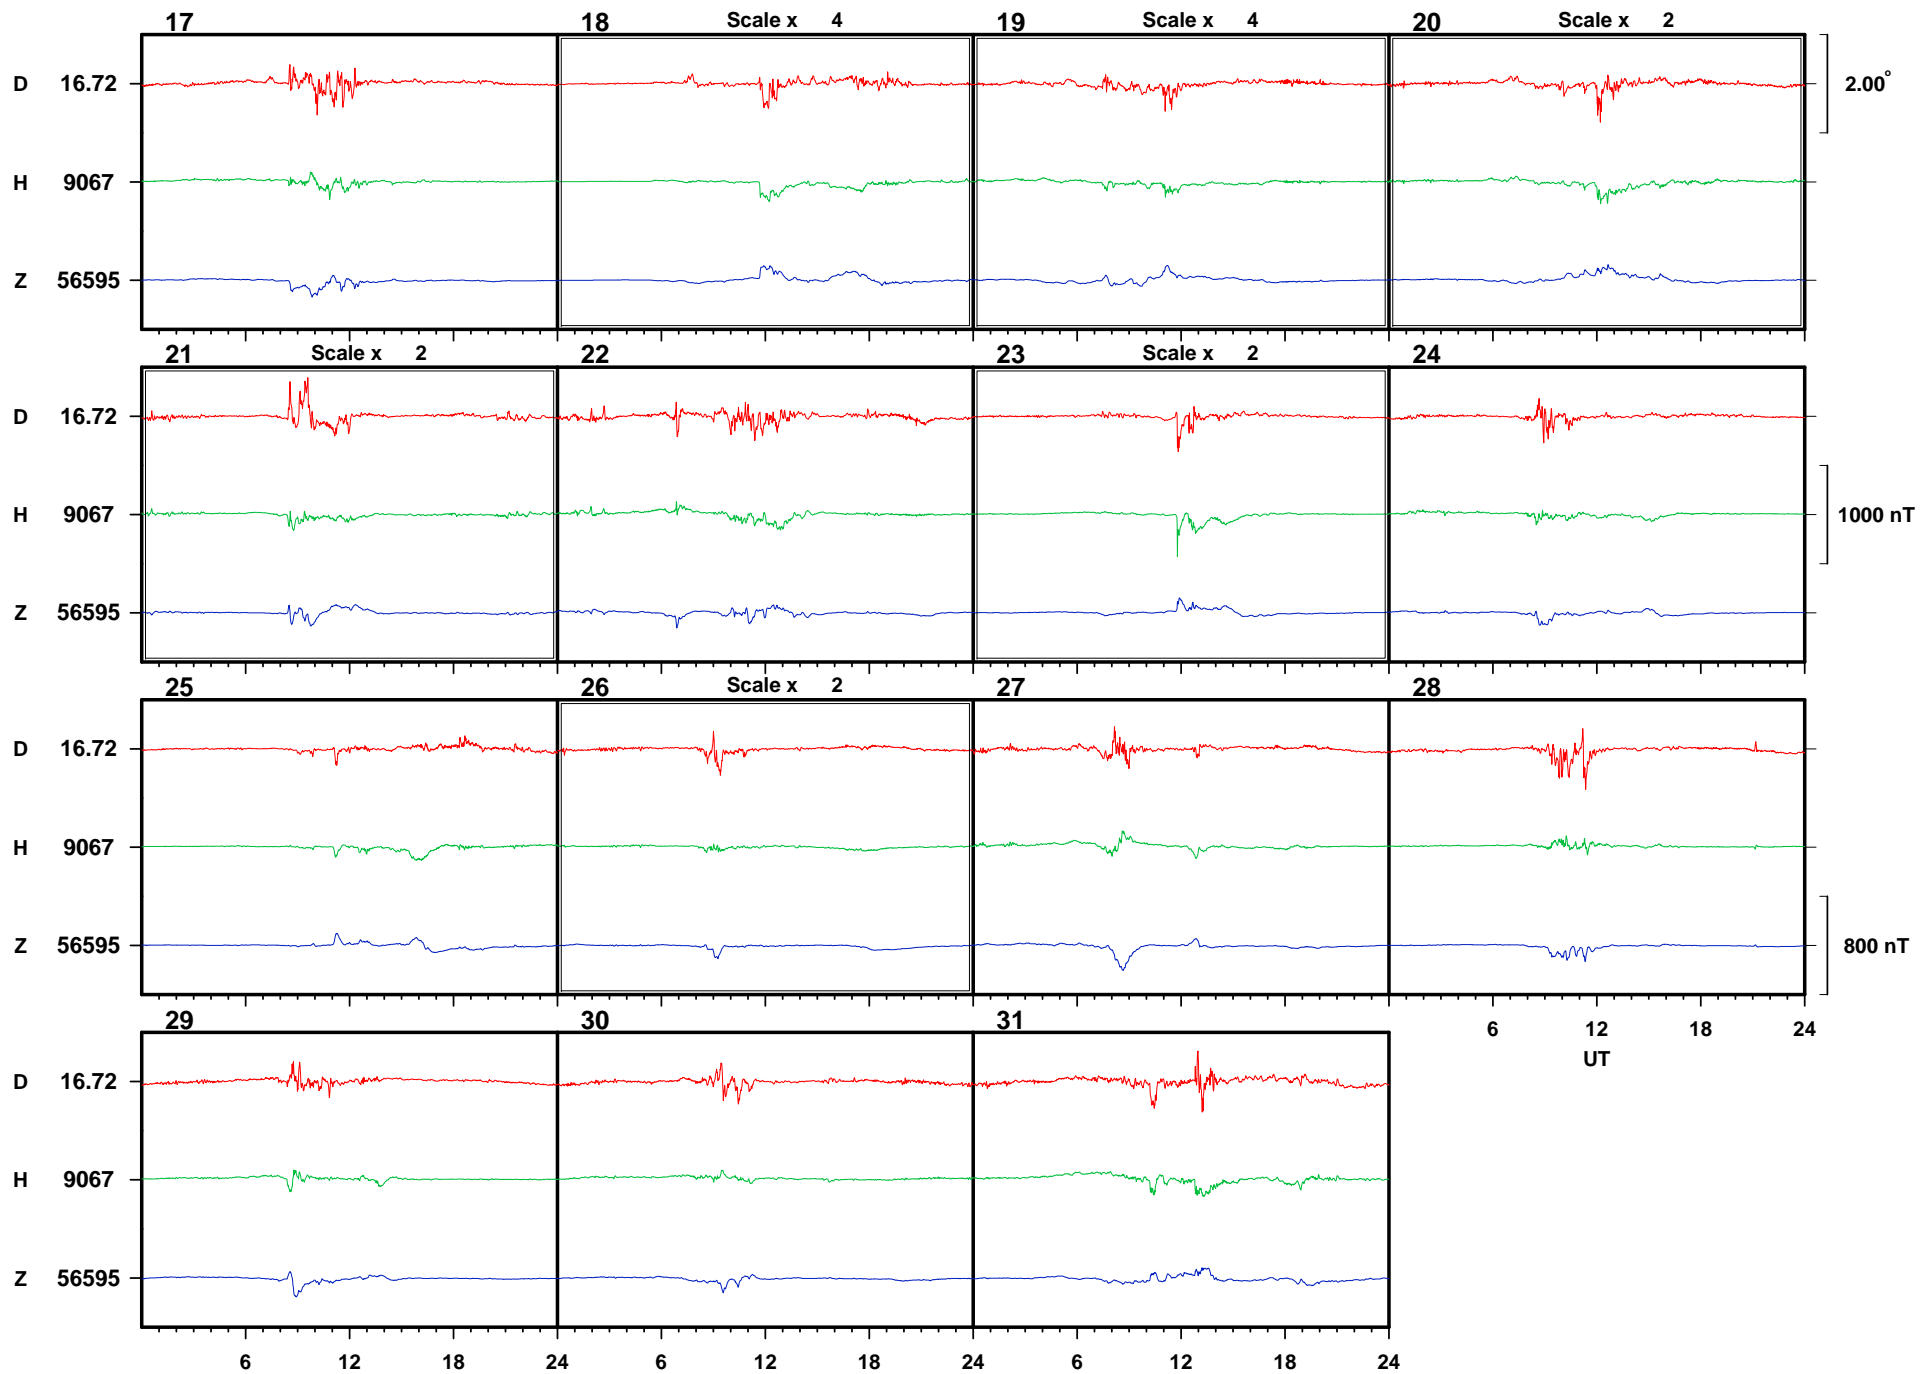 17 18 Scale x 4 19 Scale x 4 20 Scale x 2
D 16.72 2.00°
H 9067
Z 56595
21 Scale x 2 22 23 Scale x 2 24
D 16.72
H 9067 1000 nT
Z 56595
25 26 Scale x 2 27 28
D 16.72
H 9067
Z 56595 800 nT
29 30 31 6 12 18 24
UT
D 16.72
H 9067
Z 56595
6 12 18 24 6 12 18 24 6 12 18 24